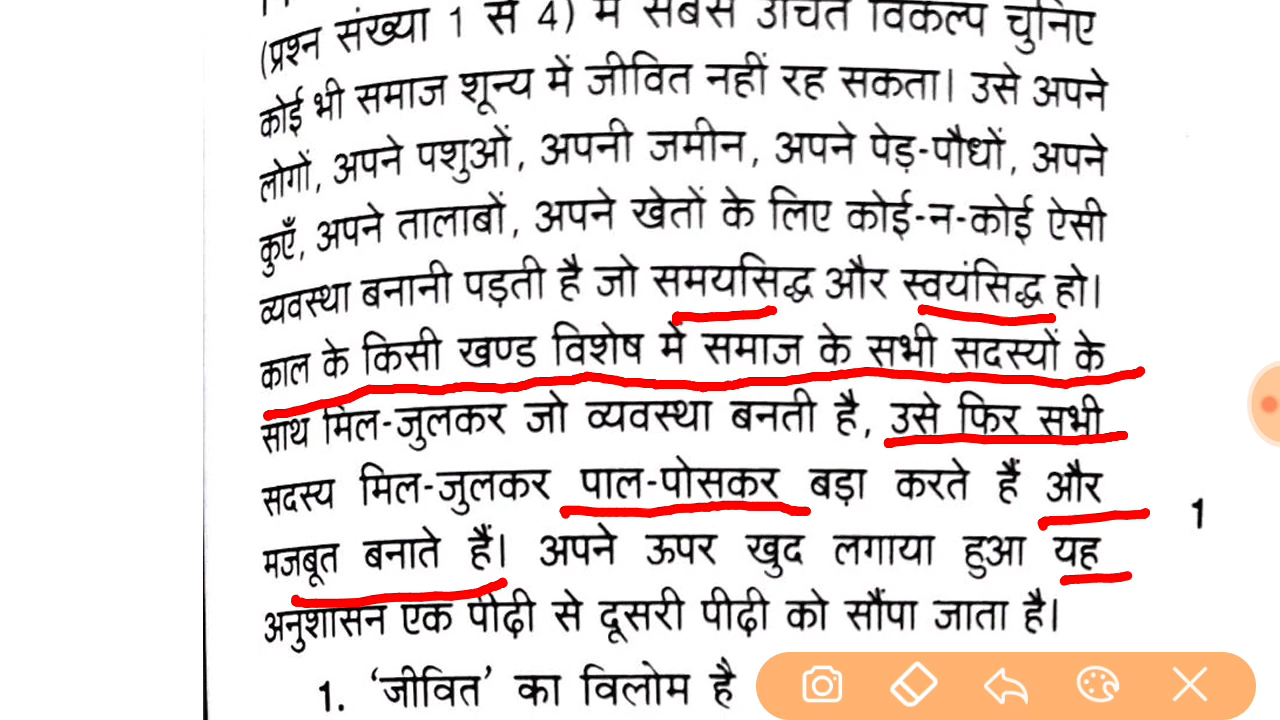 (प्रश्न संख्या 1 से 4) में सबसे उचित विकल्प चुनिए
कोई भी समाज शून्य में जीवित नहीं रह सकता। उसे अपने
लोगों, अपने पशुओं, अपनी जमीन, अपने पेड़-पौधों, अपने
कुएँ, अपने तालाबों, अपने खेतों के लिए कोई-न-कोई ऐसी
व्यवस्था बनानी पड़ती है जो समयसिद्ध और स्वयंसिद्ध हो।
काल के किसी खण्ड विशेष में समाज के सभी सदस्यों के
साथ मिल-जुलकर जो व्यवस्था बनती है, उसे फिर सभी
सदस्य मिल-जुलकर पाल-पोसकर बड़ा करते हैं और
1
मजबूत बनाते हैं। अपने ऊपर खुद लगाया हुआ यह
अनुशासन एक पीढ़ी से दूसरी पीढ़ी को सौंपा जाता है।
1. ‘जीवित’ का विलोम है